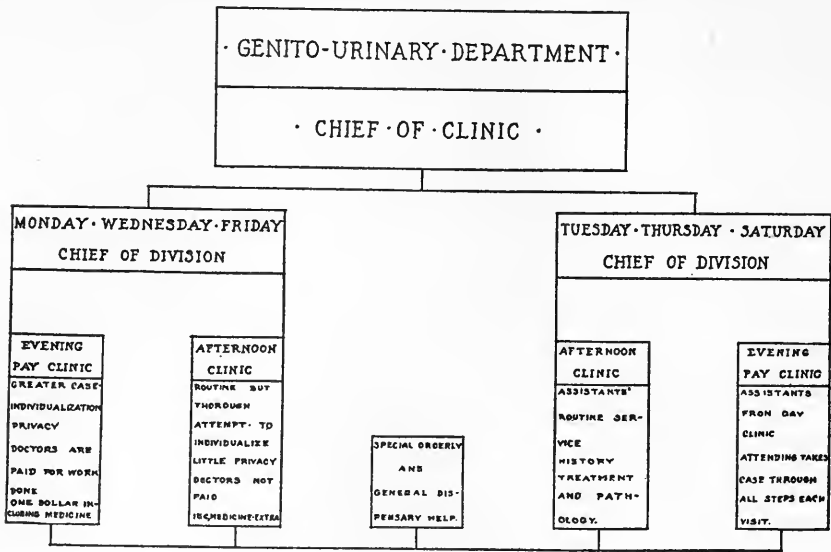 · GENITO-URINARY · DEPARTMENT ·
· CHIEF · OF · CLINIC ·
MONDAY · WEDNESDAY · FRIDAY
CHIEF OF DIVISION
TUESDAY · THURSDAY · SATURDAY
CHIEF OF DIVISION
EVENING
PAY CLINIC
GREATER CASE-
INDIVIDUALIZATION
PRIVACY
DOCTORS ARE
PAID FOR WORK
DONE
ONE DOLLAR IN-
CLUDING MEDICINE
AFTERNOON
CLINIC
ROUTINE BUT
THOROUGH
ATTEMPT · TO
INDIVIDUALIZE
LITTLE PRIVACY
DOCTORS NOT
PAID
MEDICINE-EXTRA
SPECIAL ORDERLY
AND
GENERAL DIS-
PENSARY HELP.
AFTERNOON
CLINIC
ASSISTANTS'
ROUTINE SER-
VICE
HISTORY
TREATMENT
AND PATH-
OLOGY.
EVENING
PAY CLINIC
ASSISTANTS
FROM DAY
CLINIC
ATTENDING TAKES
CASE THROUGH
ALL STEPS EACH
VISIT.